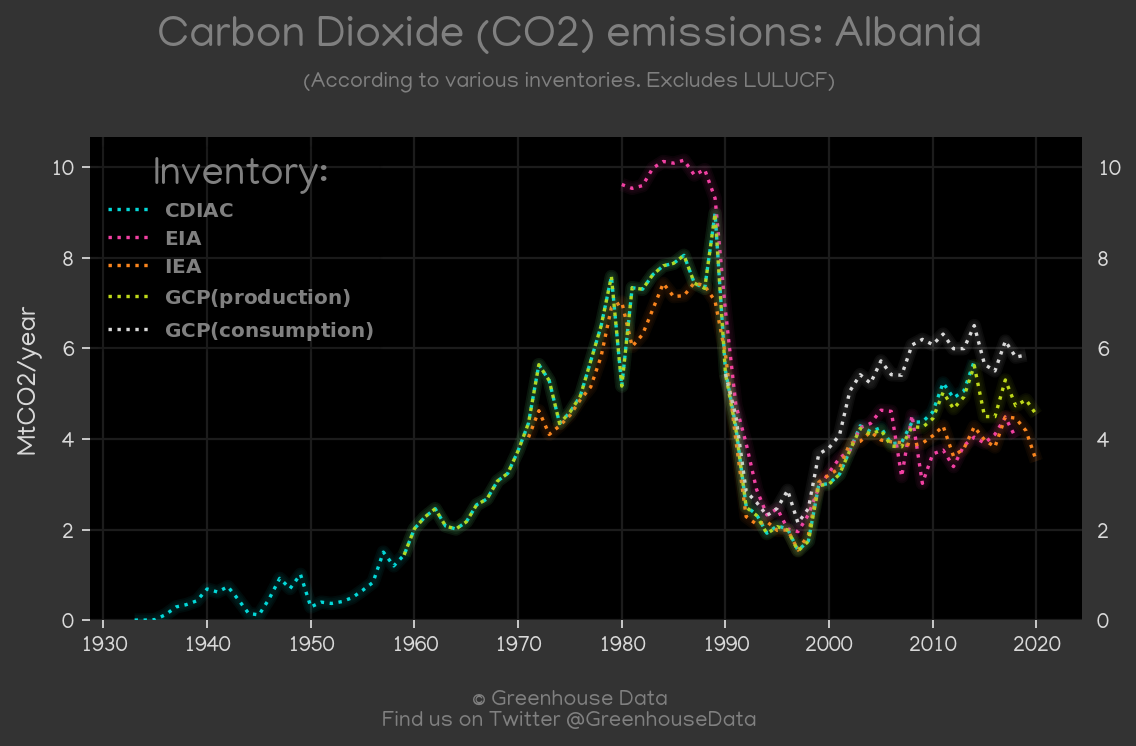 Carbon Dioxide (CO2) emissions: Albania
(According to various inventories. Excludes LULUCF)
Inventory:
CDIAC
EIA
IEA
GCP(production)
GCP(consumption)
MtCO2/year
10
8
6
4
2
0
10
8
6
4
2
0
1930 1940 1950 1960 1970 1980 1990 2000 2010 2020
© Greenhouse Data
Find us on Twitter @GreenhouseData